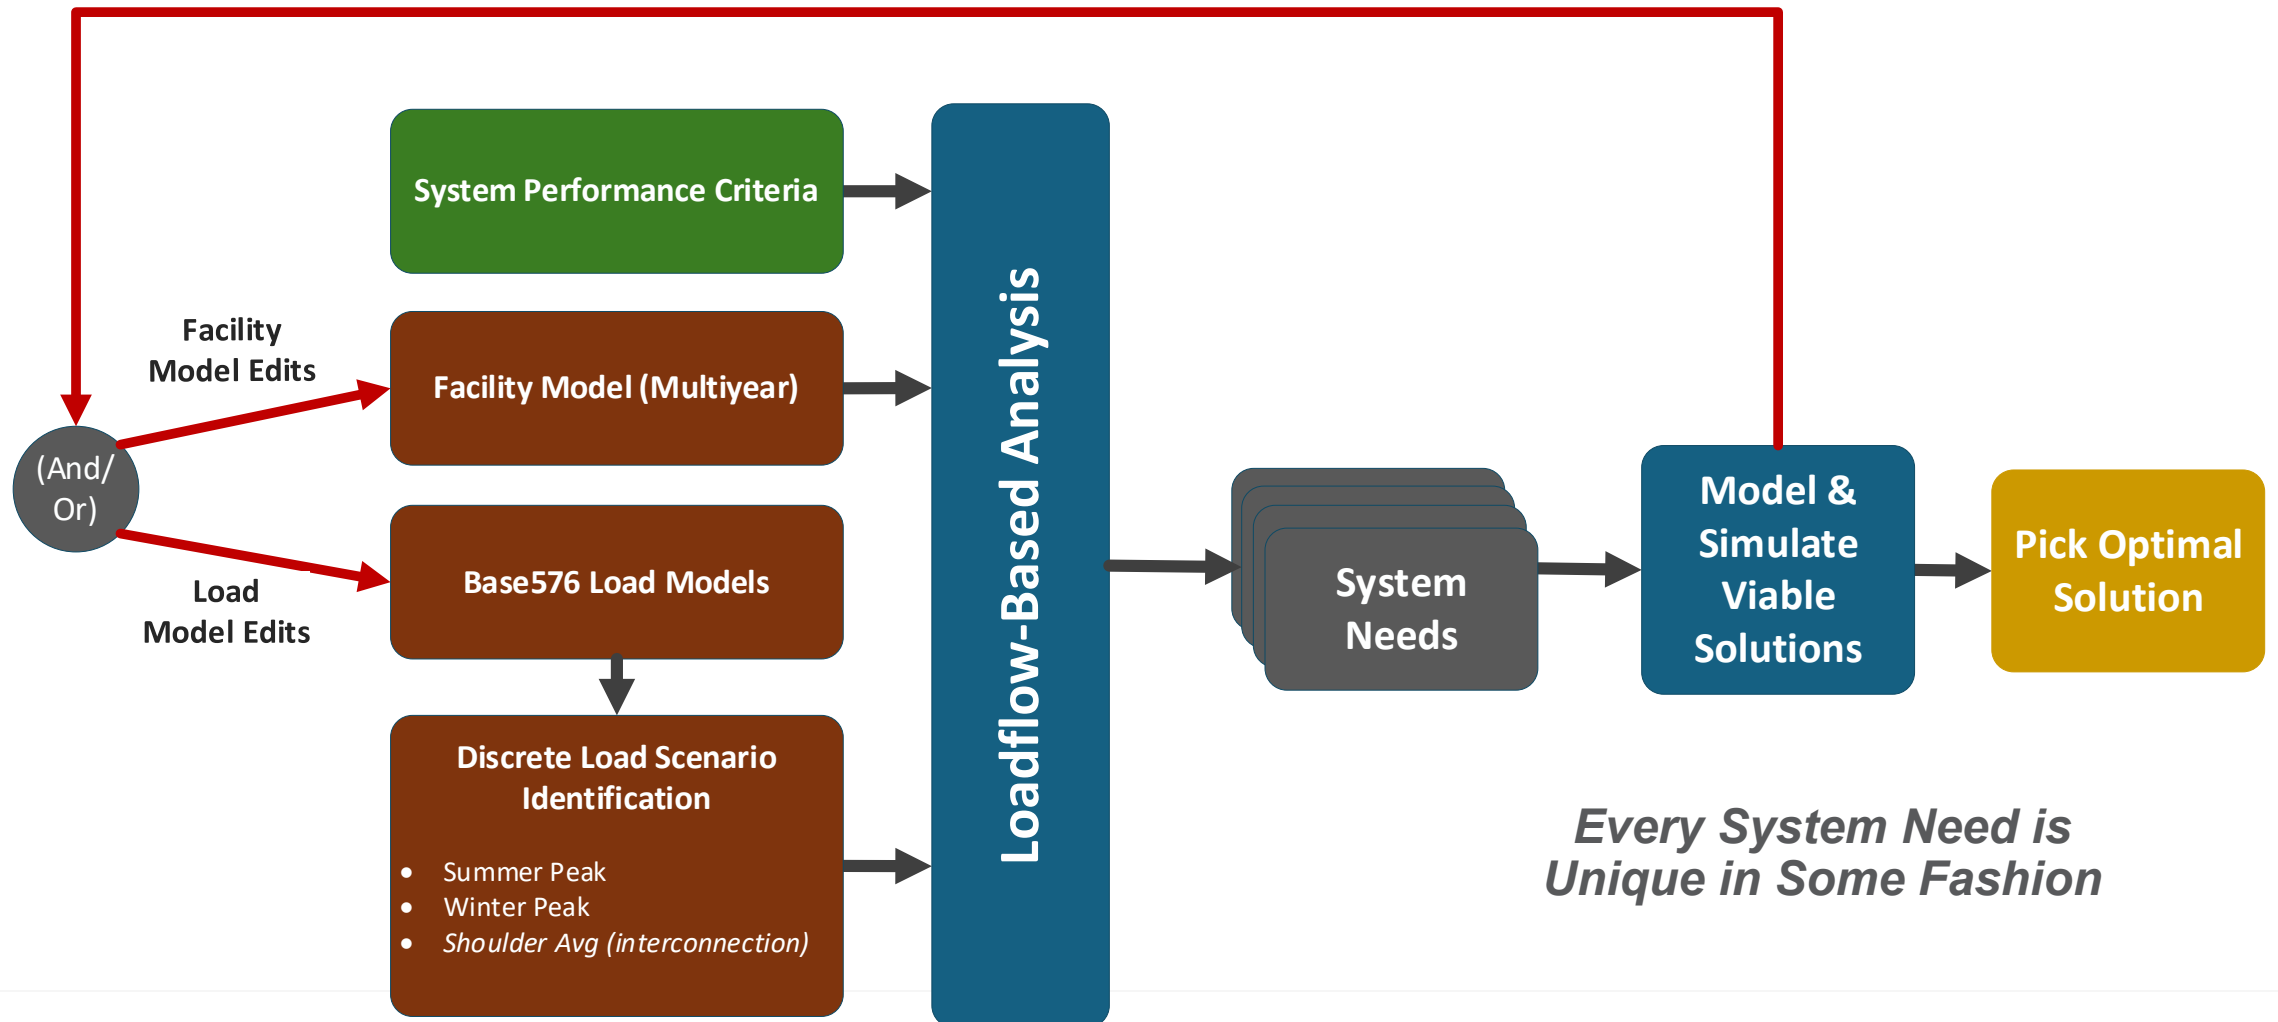 System Performance Criteria
Facility
Model Edits
Facility Model (Multiyear)
(And/
Or)
Base576 Load Models
Load
Model Edits
Discrete Load Scenario
Identification
• Summer Peak
• Winter Peak
• Shoulder Avg (interconnection)
Loadflow-Based Analysis
System
Needs
Model &
Simulate
Viable
Solutions
Pick Optimal
Solution
Every System Need is
Unique in Some Fashion